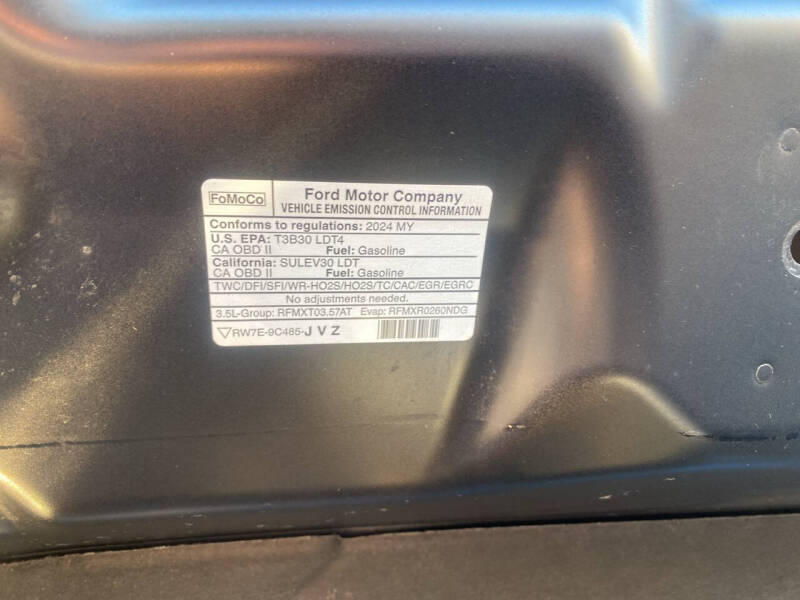 FoMoCo
Ford Motor Company
VEHICLE EMISSION CONTROL INFORMATION
Conforms to regulations: 2024 MY
U.S. EPA: T3B30 LDT4
CA OBD II Fuel: Gasoline
California: SULEV30 LDT
CA OBD II Fuel: Gasoline
TWC/DFI/SFI/WR-HO2S/HO2S/TC/CAC/EGR/EGRC
No adjustments needed.
3.5L-Group: RFMXT03.57AT Evap: RFMXR0260NDG
RW7E-9C485-J V Z